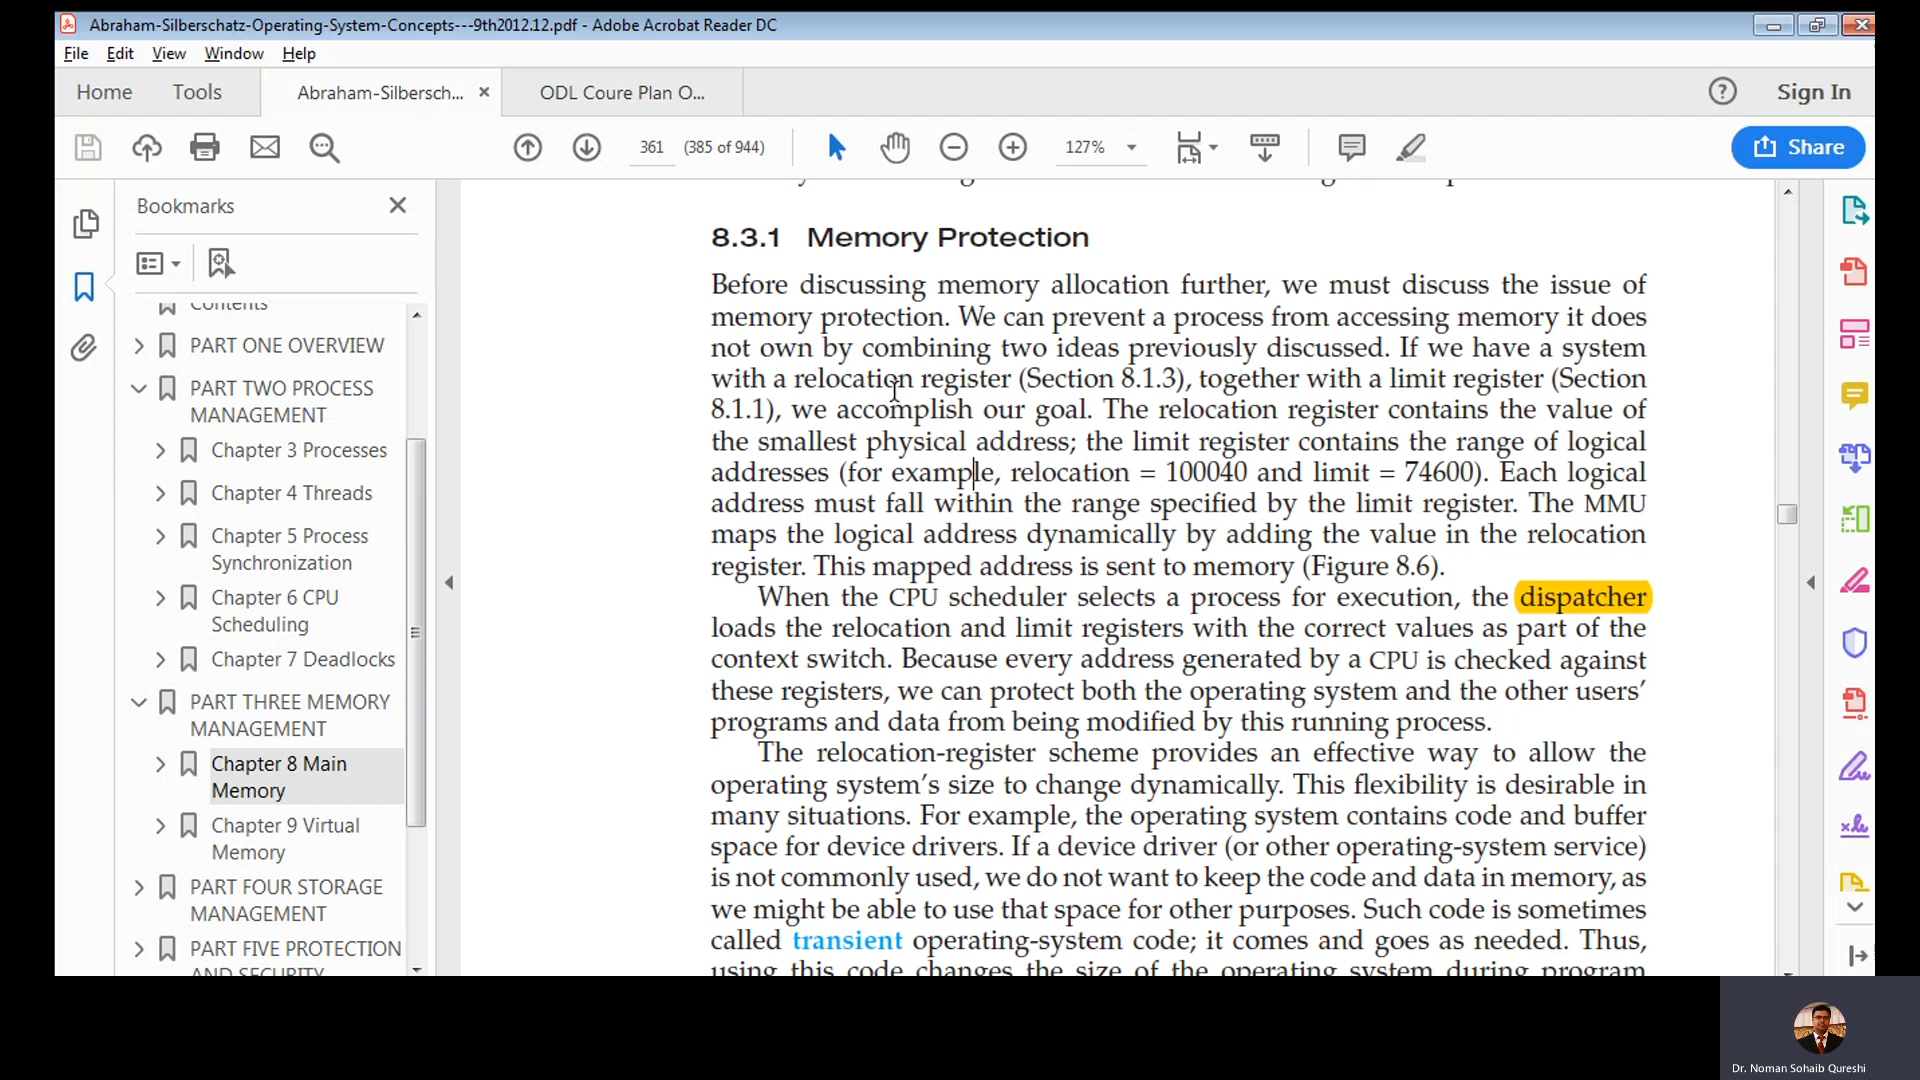 Abraham-Silberschatz-Operating-System-Concepts---9th2012.12.pdf - Adobe Acrobat Reader DC
File Edit View Window Help
Home Tools Abraham-Silbersch... × ODL Coure Plan O... ? Sign In
361 (385 of 944) 127% Share
Bookmarks
Contents
PART ONE OVERVIEW
PART TWO PROCESS
MANAGEMENT
Chapter 3 Processes
Chapter 4 Threads
Chapter 5 Process
Synchronization
Chapter 6 CPU
Scheduling
Chapter 7 Deadlocks
PART THREE MEMORY
MANAGEMENT
Chapter 8 Main
Memory
Chapter 9 Virtual
Memory
PART FOUR STORAGE
MANAGEMENT
PART FIVE PROTECTION
AND SECURITY
8.3.1 Memory Protection
Before discussing memory allocation further, we must discuss the issue of
memory protection. We can prevent a process from accessing memory it does
not own by combining two ideas previously discussed. If we have a system
with a relocation register (Section 8.1.3), together with a limit register (Section
8.1.1), we accomplish our goal. The relocation register contains the value of
the smallest physical address; the limit register contains the range of logical
addresses (for example, relocation = 100040 and limit = 74600). Each logical
address must fall within the range specified by the limit register. The MMU
maps the logical address dynamically by adding the value in the relocation
register. This mapped address is sent to memory (Figure 8.6).
When the CPU scheduler selects a process for execution, the dispatcher
loads the relocation and limit registers with the correct values as part of the
context switch. Because every address generated by a CPU is checked against
these registers, we can protect both the operating system and the other users’
programs and data from being modified by this running process.
The relocation-register scheme provides an effective way to allow the
operating system’s size to change dynamically. This flexibility is desirable in
many situations. For example, the operating system contains code and buffer
space for device drivers. If a device driver (or other operating-system service)
is not commonly used, we do not want to keep the code and data in memory, as
we might be able to use that space for other purposes. Such code is sometimes
called transient operating-system code; it comes and goes as needed. Thus,
using this code changes the size of the operating system during program
Dr. Noman Sohaib Qureshi